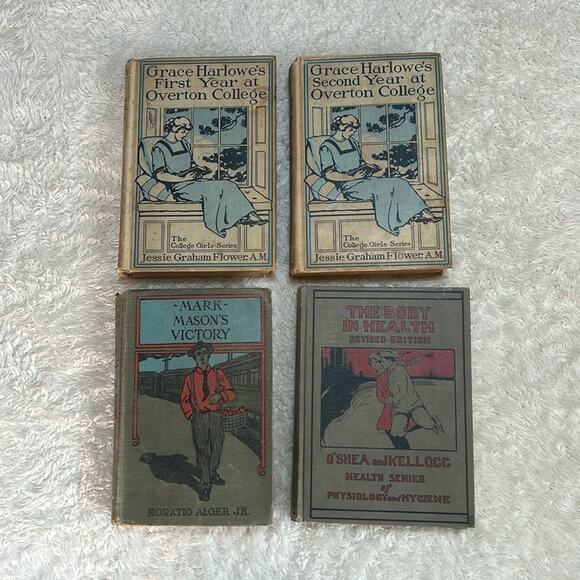 Grace Harlowe's
First Year at
Overton College
The
College Girls Series
Jessie Graham Flower, A.M.
Grace Harlowe's
Second Year at
Overton College
The
College Girls Series
Jessie Graham Flower, A.M.
-MARK-
MASON'S
VICTORY
HORATIO ALGER JR.
THE BODY
IN HEALTH
REVISED EDITION
O'SHEA and KELLOGG
HEALTH SERIES
of
PHYSIOLOGY and HYGIENE